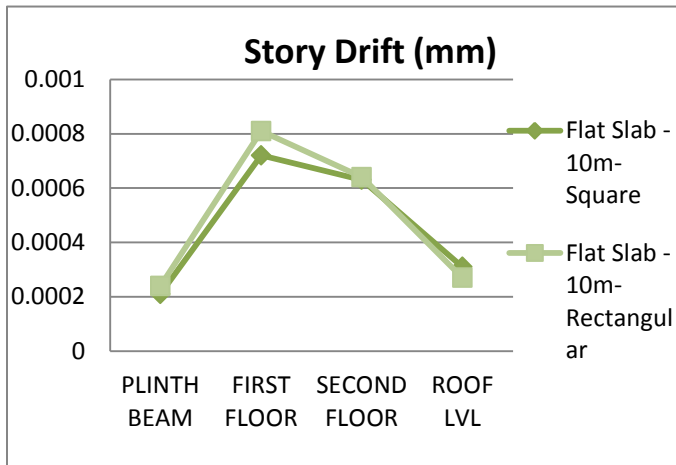 Story Drift (mm)
0.001
0.0008
0.0006
0.0004
0.0002
0
PLINTH
BEAM
FIRST
FLOOR
SECOND
FLOOR
ROOF
LVL
Flat Slab -
10m-
Square
Flat Slab -
10m-
Rectangul
ar